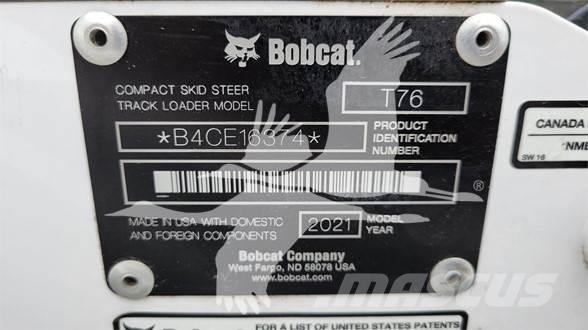 Bobcat.
COMPACT SKID STEER
TRACK LOADER MODEL
T76
*B4CE16374*
PRODUCT
IDENTIFICATION
NUMBER
®
MADE IN USA WITH DOMESTIC
AND FOREIGN COMPONENTS
2021
MODEL
YEAR
Bobcat Company
West Fargo, ND 58078 USA
www.bobcat.com
CANADA
NMB
SW 16
Bobcat
FOR A LIST OF UNITED STATES PATENTS
MASCUS